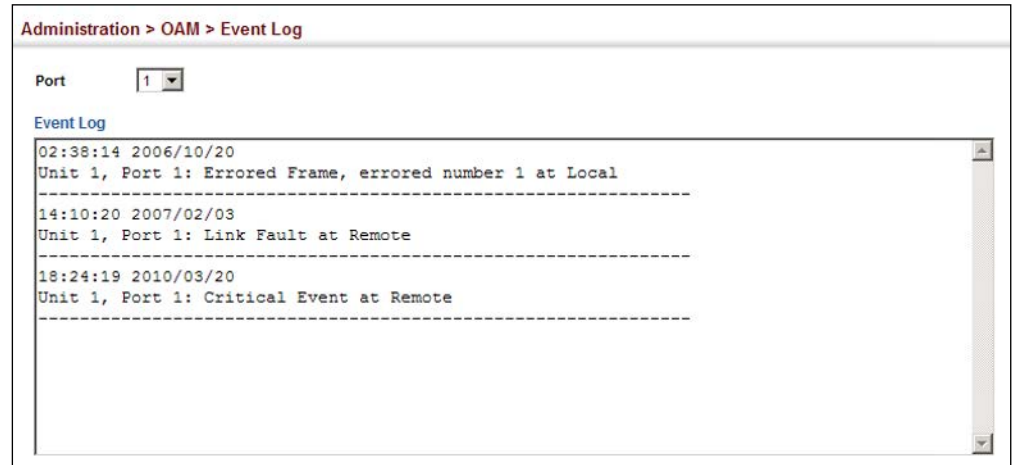 Administration > OAM > Event Log
Port 1
Event Log
02:38:14 2006/10/20
Unit 1, Port 1: Errored Frame, errored number 1 at Local
---------------------------------------------------------------
14:10:20 2007/02/03
Unit 1, Port 1: Link Fault at Remote
---------------------------------------------------------------
18:24:19 2010/03/20
Unit 1, Port 1: Critical Event at Remote
---------------------------------------------------------------